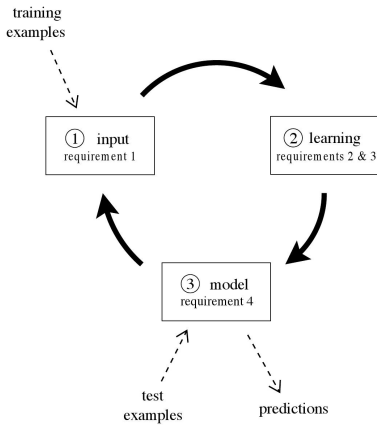 training
examples
1 input
requirement 1
2 learning
requirements 2 & 3
3 model
requirement 4
test
examples
predictions